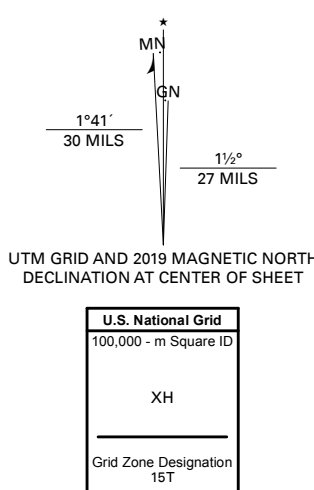 ★
MN
GN
1°41´
30 MILS
1½°
27 MILS
UTM GRID AND 2019 MAGNETIC NORTH
DECLINATION AT CENTER OF SHEET
U.S. National Grid
100,000 - m Square ID
XH
Grid Zone Designation
15T